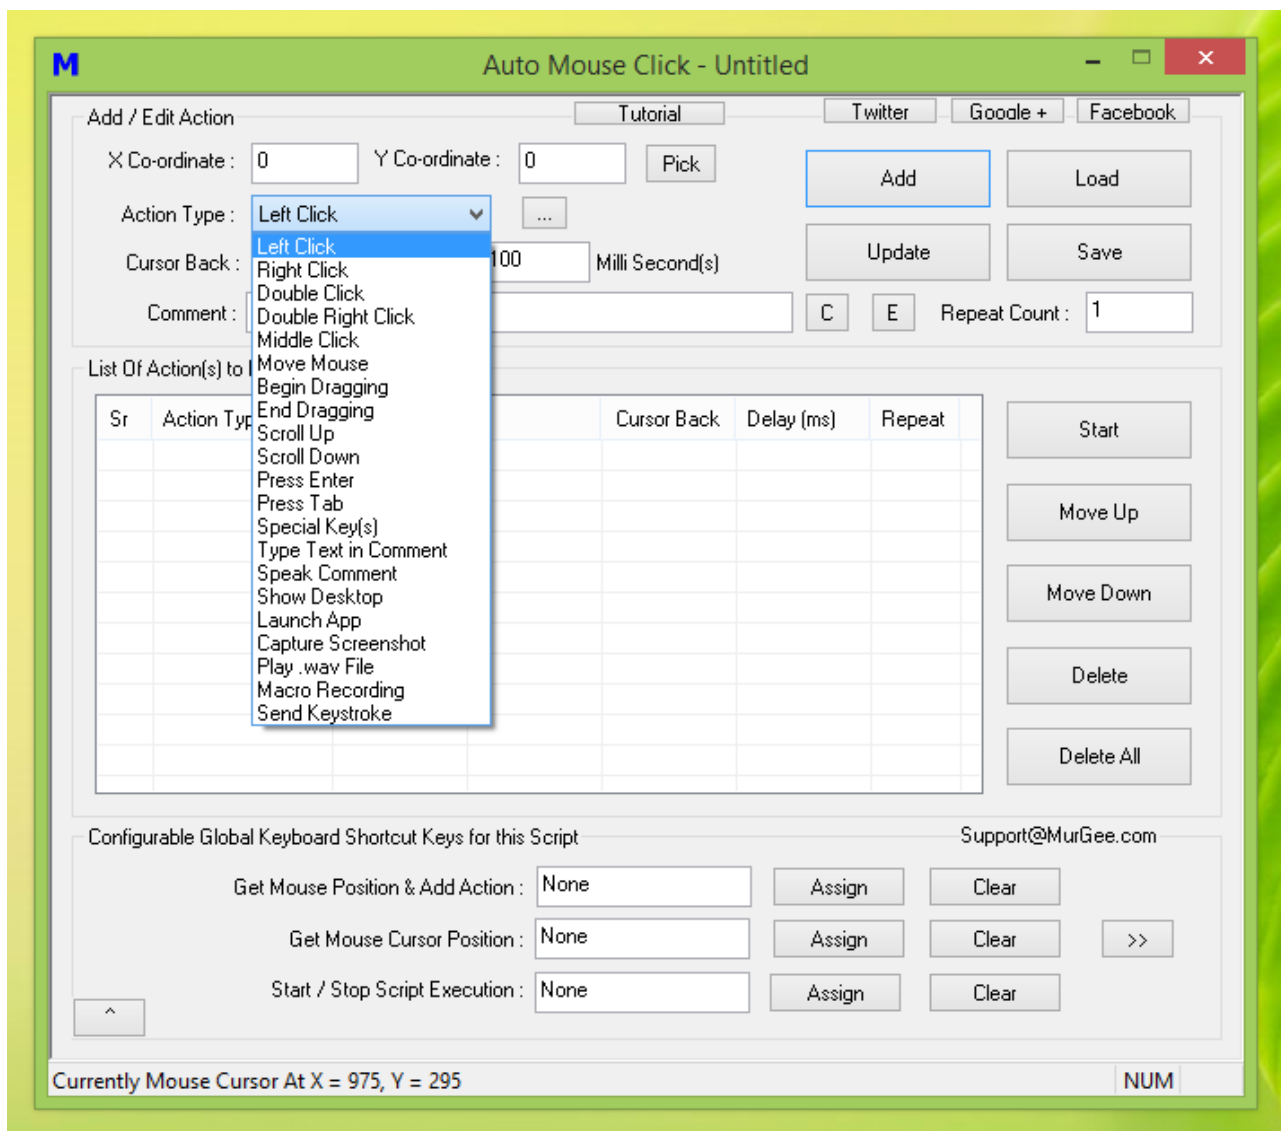 M
Auto Mouse Click - Untitled
Add / Edit Action
Tutorial
Twitter
Google +
Facebook
X Co-ordinate :
0
Y Co-ordinate :
0
Pick
Add
Load
Action Type :
Left Click
...
Cursor Back :
100
Milli Second(s)
Update
Save
Comment :
C
E
Repeat Count :
1
Left Click
Right Click
Double Click
Double Right Click
Middle Click
Move Mouse
Begin Dragging
End Dragging
Scroll Up
Scroll Down
Press Enter
Press Tab
Special Key(s)
Type Text in Comment
Speak Comment
Show Desktop
Launch App
Capture Screenshot
Play .wav File
Macro Recording
Send Keystroke
List Of Action(s) to
Sr
Action Typ
Cursor Back
Delay (ms)
Repeat
Start
Move Up
Move Down
Delete
Delete All
Configurable Global Keyboard Shortcut Keys for this Script
Support@MurGee.com
Get Mouse Position & Add Action :
None
Assign
Clear
Get Mouse Cursor Position :
None
Assign
Clear
>>
Start / Stop Script Execution :
None
Assign
Clear
^
Currently Mouse Cursor At X = 975, Y = 295
NUM